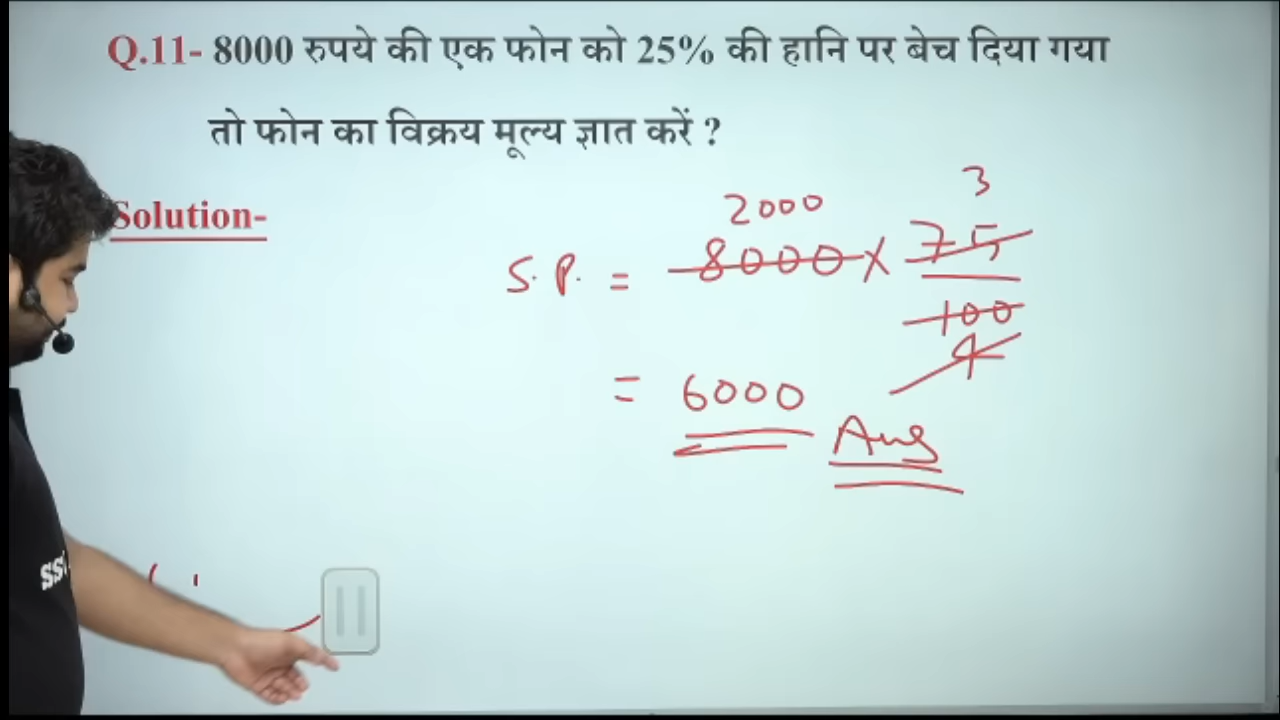 Q.11- 8000 रुपये की एक फोन को 25% की हानि पर बेच दिया गया
तो फोन का विक्रय मूल्य ज्ञात करें ?
Solution-
2000 3
S.P. = 8000 x 75
100
4
= 6000 Ans